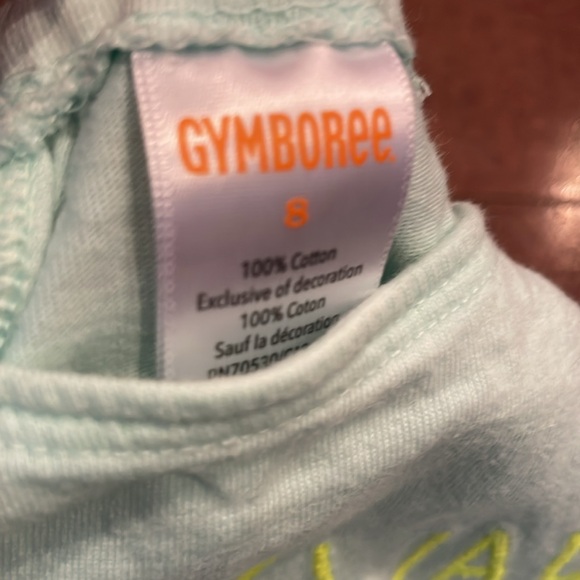 GYMBOREE
8
100% Cotton
Exclusive of decoration
100% Coton
Sauf la décoration